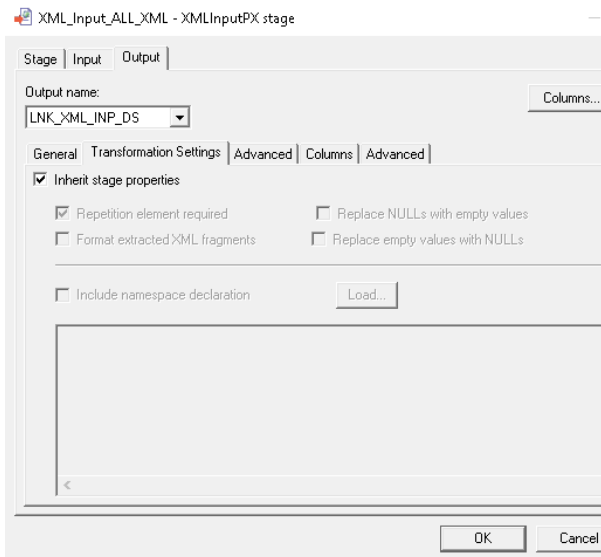 XML_Input_ALL_XML - XMLInputPX stage
Stage Input Output
Output name:
LNK_XML_INP_DS
Columns...
General Transformation Settings Advanced Columns Advanced
Inherit stage properties
Repetition element required Replace NULLs with empty values
Format extracted XML fragments Replace empty values with NULLs
Include namespace declaration Load...
OK Cancel